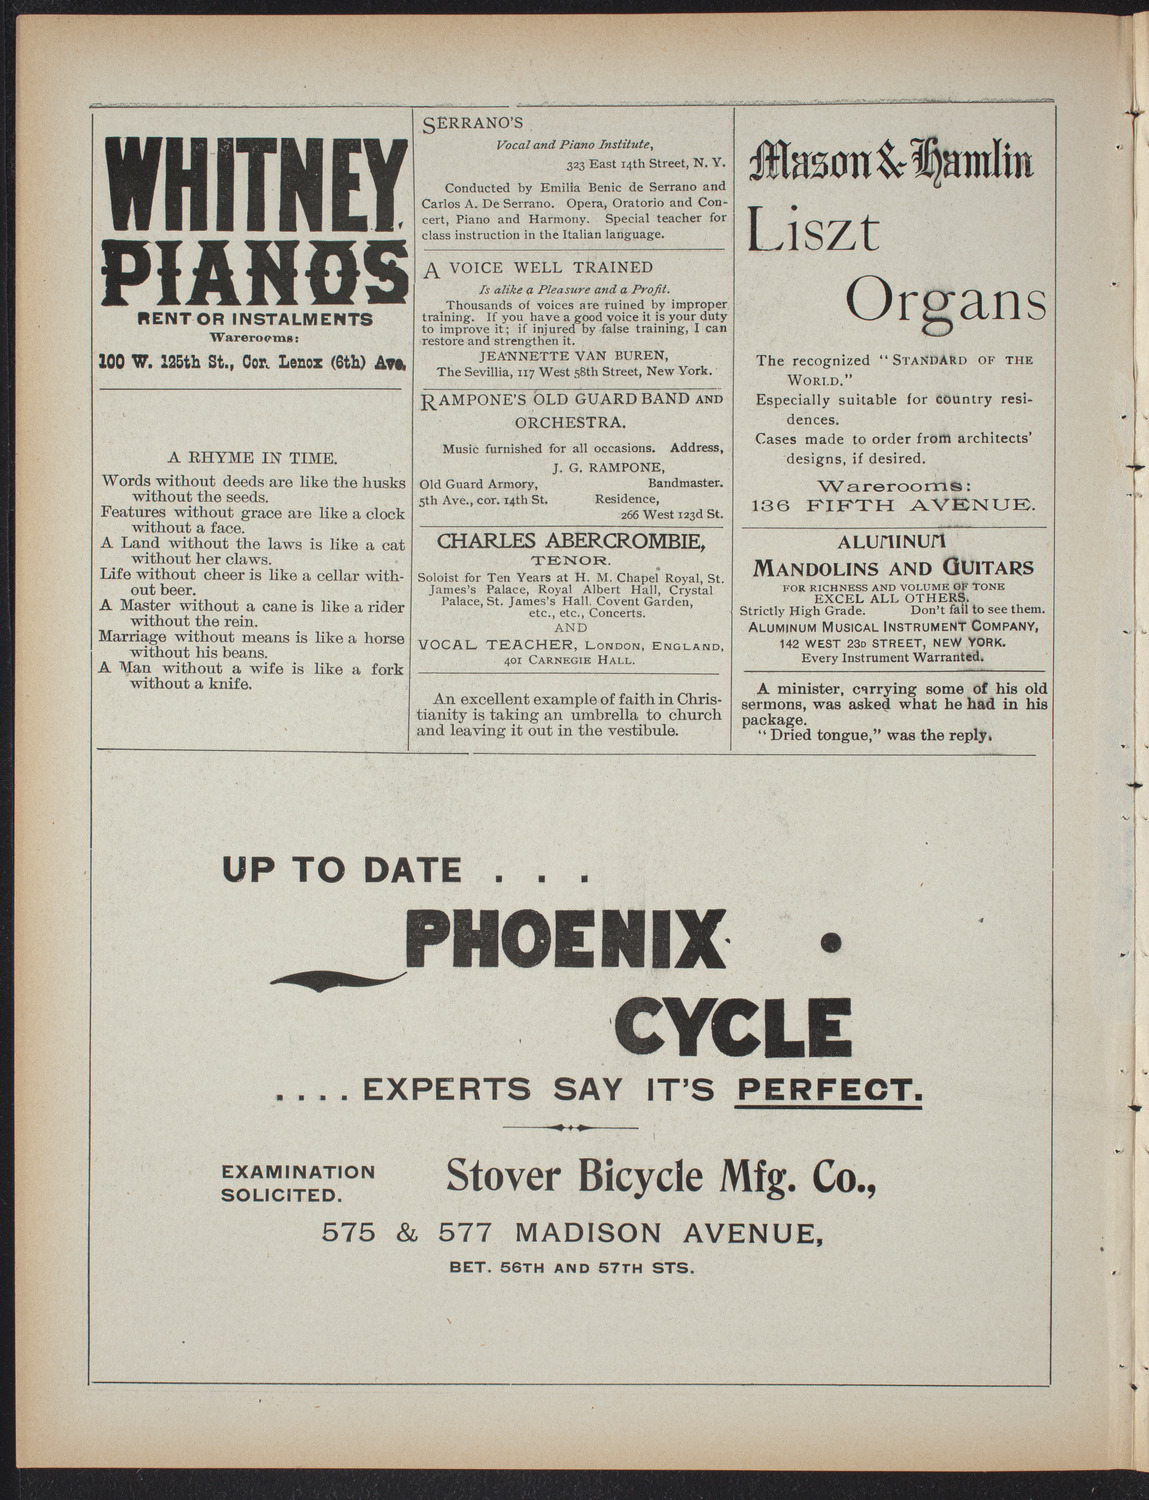 WHITNEY
PIANOS
RENT OR INSTALMENTS
Warerooms:
100 W. 125th St., Cor. Lenox (6th) Ave.
A RHYME IN TIME.
Words without deeds are like the husks
without the seeds.
Features without grace are like a clock
without a face.
A Land without the laws is like a cat
without her claws.
Life without cheer is like a cellar with-
out beer.
A Master without a cane is like a rider
without the rein.
Marriage without means is like a horse
without his beans.
A Man without a wife is like a fork
without a knife.
SERRANO'S
Vocal and Piano Institute,
323 East 14th Street, N. Y.
Conducted by Emilia Benic de Serrano and
Carlos A. De Serrano. Opera, Oratorio and Con-
cert, Piano and Harmony. Special teacher for
class instruction in the Italian language.
A VOICE WELL TRAINED
Is alike a Pleasure and a Profit.
Thousands of voices are ruined by improper
training. If you have a good voice it is your duty
to improve it; if injured by false training, I can
restore and strengthen it.
JEANNETTE VAN BUREN,
The Sevillia, 117 West 58th Street, New York.
RAMPONE'S OLD GUARD BAND AND
ORCHESTRA.
Music furnished for all occasions. Address,
J. G. RAMPONE,
Old Guard Armory, Bandmaster.
5th Ave., cor. 14th St. Residence,
266 West 123d St.
CHARLES ABERCROMBIE,
TENOR.
Soloist for Ten Years at H. M. Chapel Royal, St.
James's Palace, Royal Albert Hall, Crystal
Palace, St. James's Hall. Covent Garden,
etc., etc., Concerts.
AND
VOCAL TEACHER, LONDON, ENGLAND,
401 CARNEGIE HALL.
An excellent example of faith in Chris-
tianity is taking an umbrella to church
and leaving it out in the vestibule.
Mason & Hamlin
Liszt
Organs
The recognized "STANDARD OF THE
WORLD."
Especially suitable for country resi-
dences.
Cases made to order from architects'
designs, if desired.
Warerooms:
136 FIFTH AVENUE.
ALUMINUM
MANDOLINS AND GUITARS
FOR RICHNESS AND VOLUME OF TONE
EXCEL ALL OTHERS.
Strictly High Grade. Don't fail to see them.
ALUMINUM MUSICAL INSTRUMENT COMPANY,
142 WEST 23D STREET, NEW YORK.
Every Instrument Warranted.
A minister, carrying some of his old
sermons, was asked what he had in his
package.
"Dried tongue," was the reply.
UP TO DATE . . .
PHOENIX
CYCLE
. . . . EXPERTS SAY IT'S PERFECT.
EXAMINATION
SOLICITED.
Stover Bicycle Mfg. Co.,
575 & 577 MADISON AVENUE,
BET. 56TH AND 57TH STS.